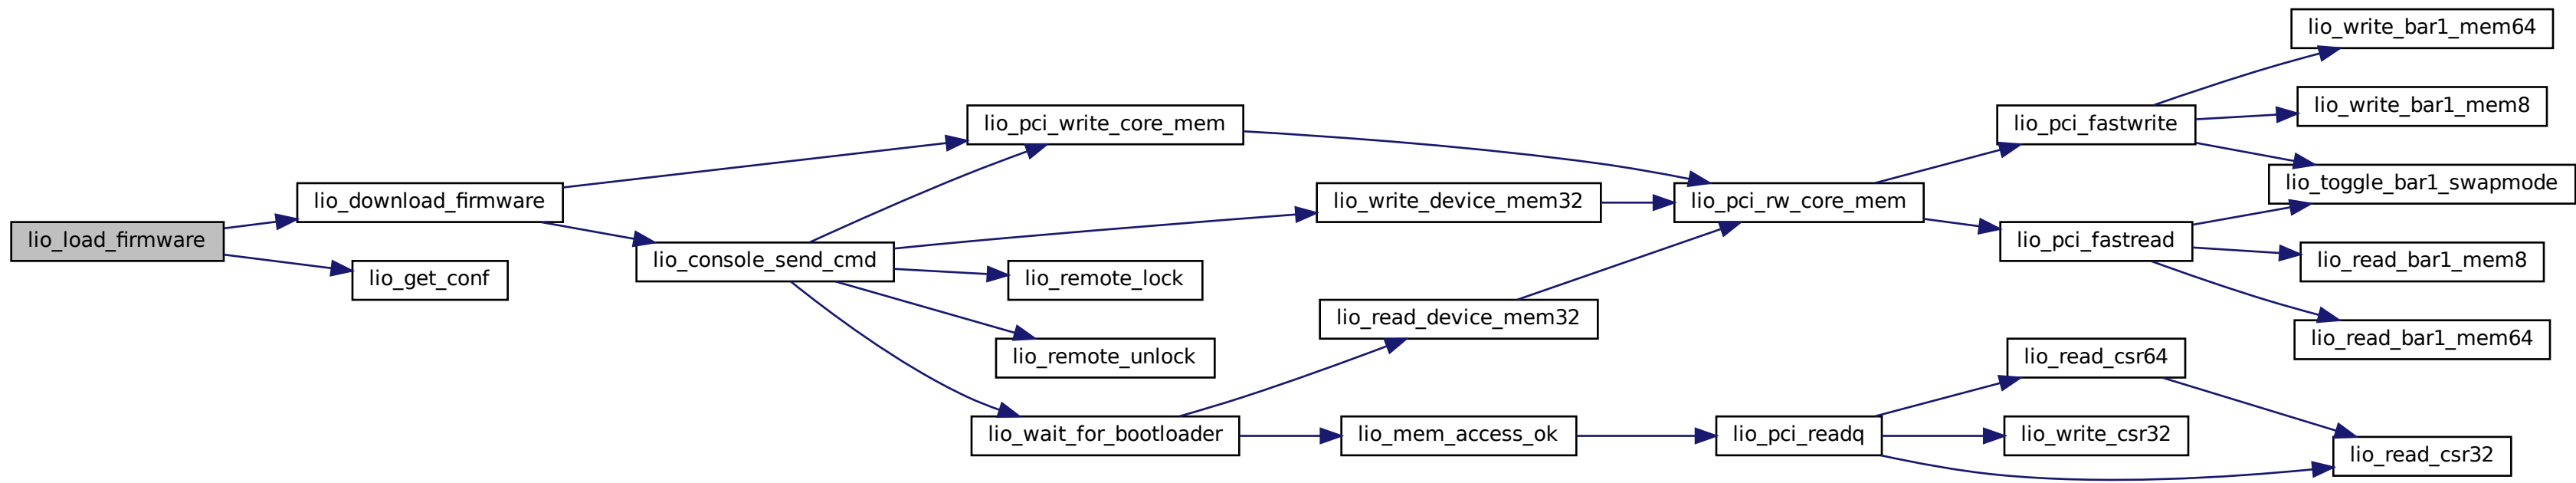 lio_load_firmware
lio_download_firmware
lio_get_conf
lio_pci_write_core_mem
lio_console_send_cmd
lio_remote_lock
lio_remote_unlock
lio_wait_for_bootloader
lio_write_device_mem32
lio_read_device_mem32
lio_mem_access_ok
lio_pci_rw_core_mem
lio_pci_readq
lio_pci_fastwrite
lio_pci_fastread
lio_read_csr64
lio_write_csr32
lio_write_bar1_mem64
lio_write_bar1_mem8
lio_toggle_bar1_swapmode
lio_read_bar1_mem8
lio_read_bar1_mem64
lio_read_csr32